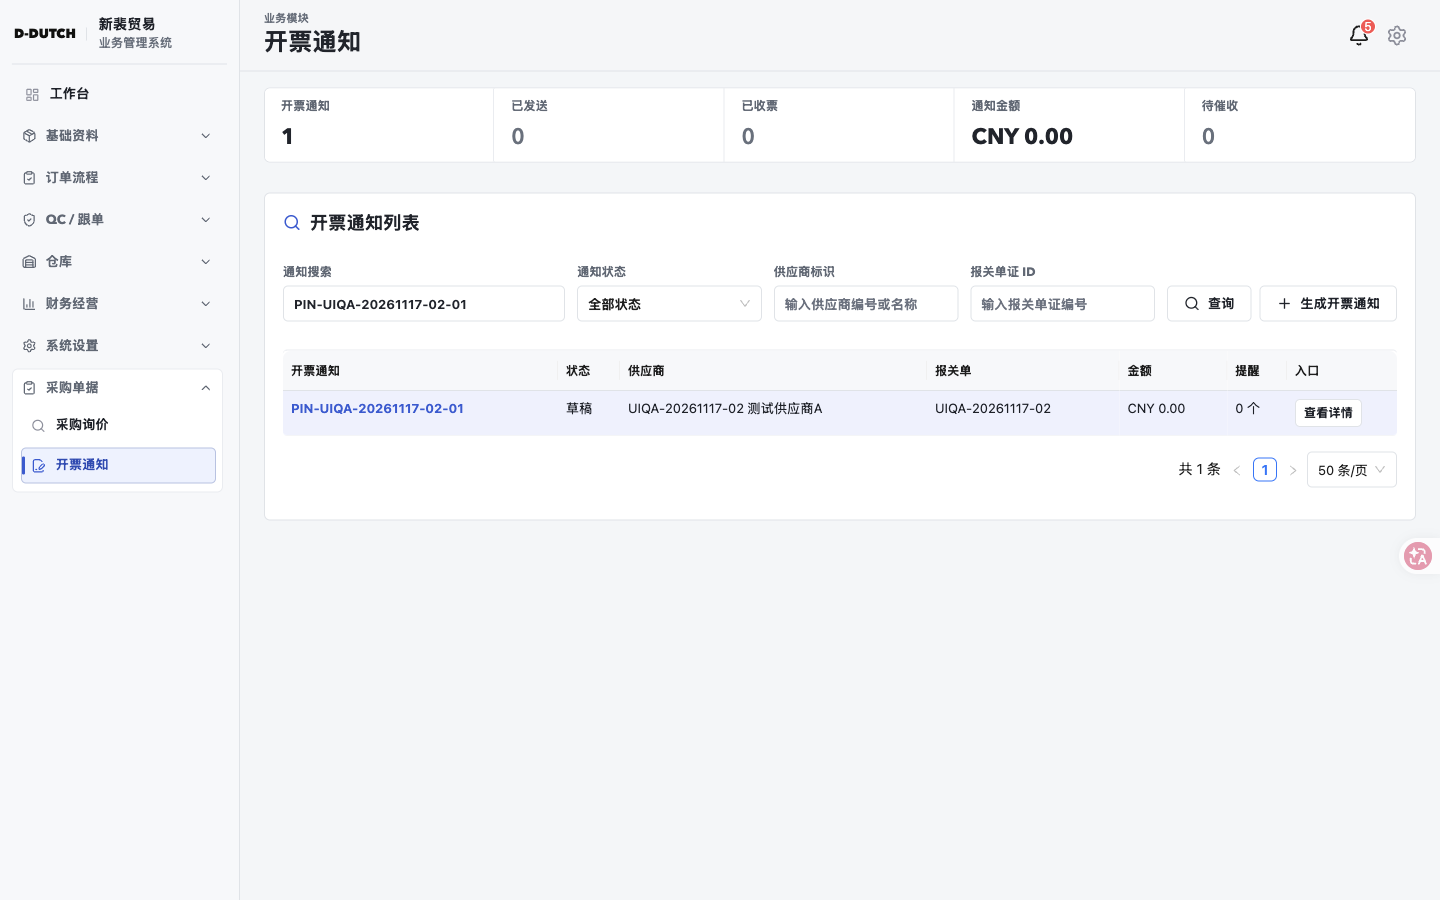 D-DUTCH
新裴贸易
业务管理系统
工作台
基础资料
订单流程
QC / 跟单
仓库
财务经营
系统设置
采购单据
采购询价
开票通知
业务模块
开票通知
5
开票通知
1
已发送
0
已收票
0
通知金额
CNY 0.00
待催收
0
开票通知列表
通知搜索
通知状态
供应商标识
报关单证 ID
PIN-UIQA-20261117-02-01
全部状态
输入供应商编号或名称
输入报关单证编号
查询
生成开票通知
开票通知 状态 供应商 报关单 金额 提醒 入口
PIN-UIQA-20261117-02-01 草稿 UIQA-20261117-02 测试供应商A UIQA-20261117-02 CNY 0.00 0 个 查看详情
共 1 条 1 50 条/页